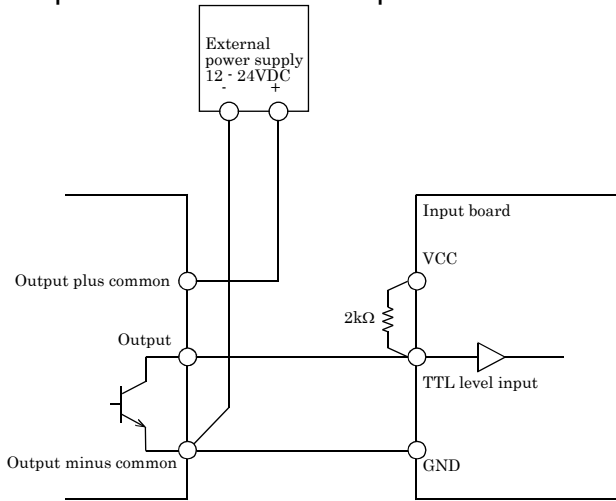 External
power supply
12 - 24VDC
- +
Input board
VCC
Output plus common
2kΩ
Output
TTL level input
Output minus common
GND